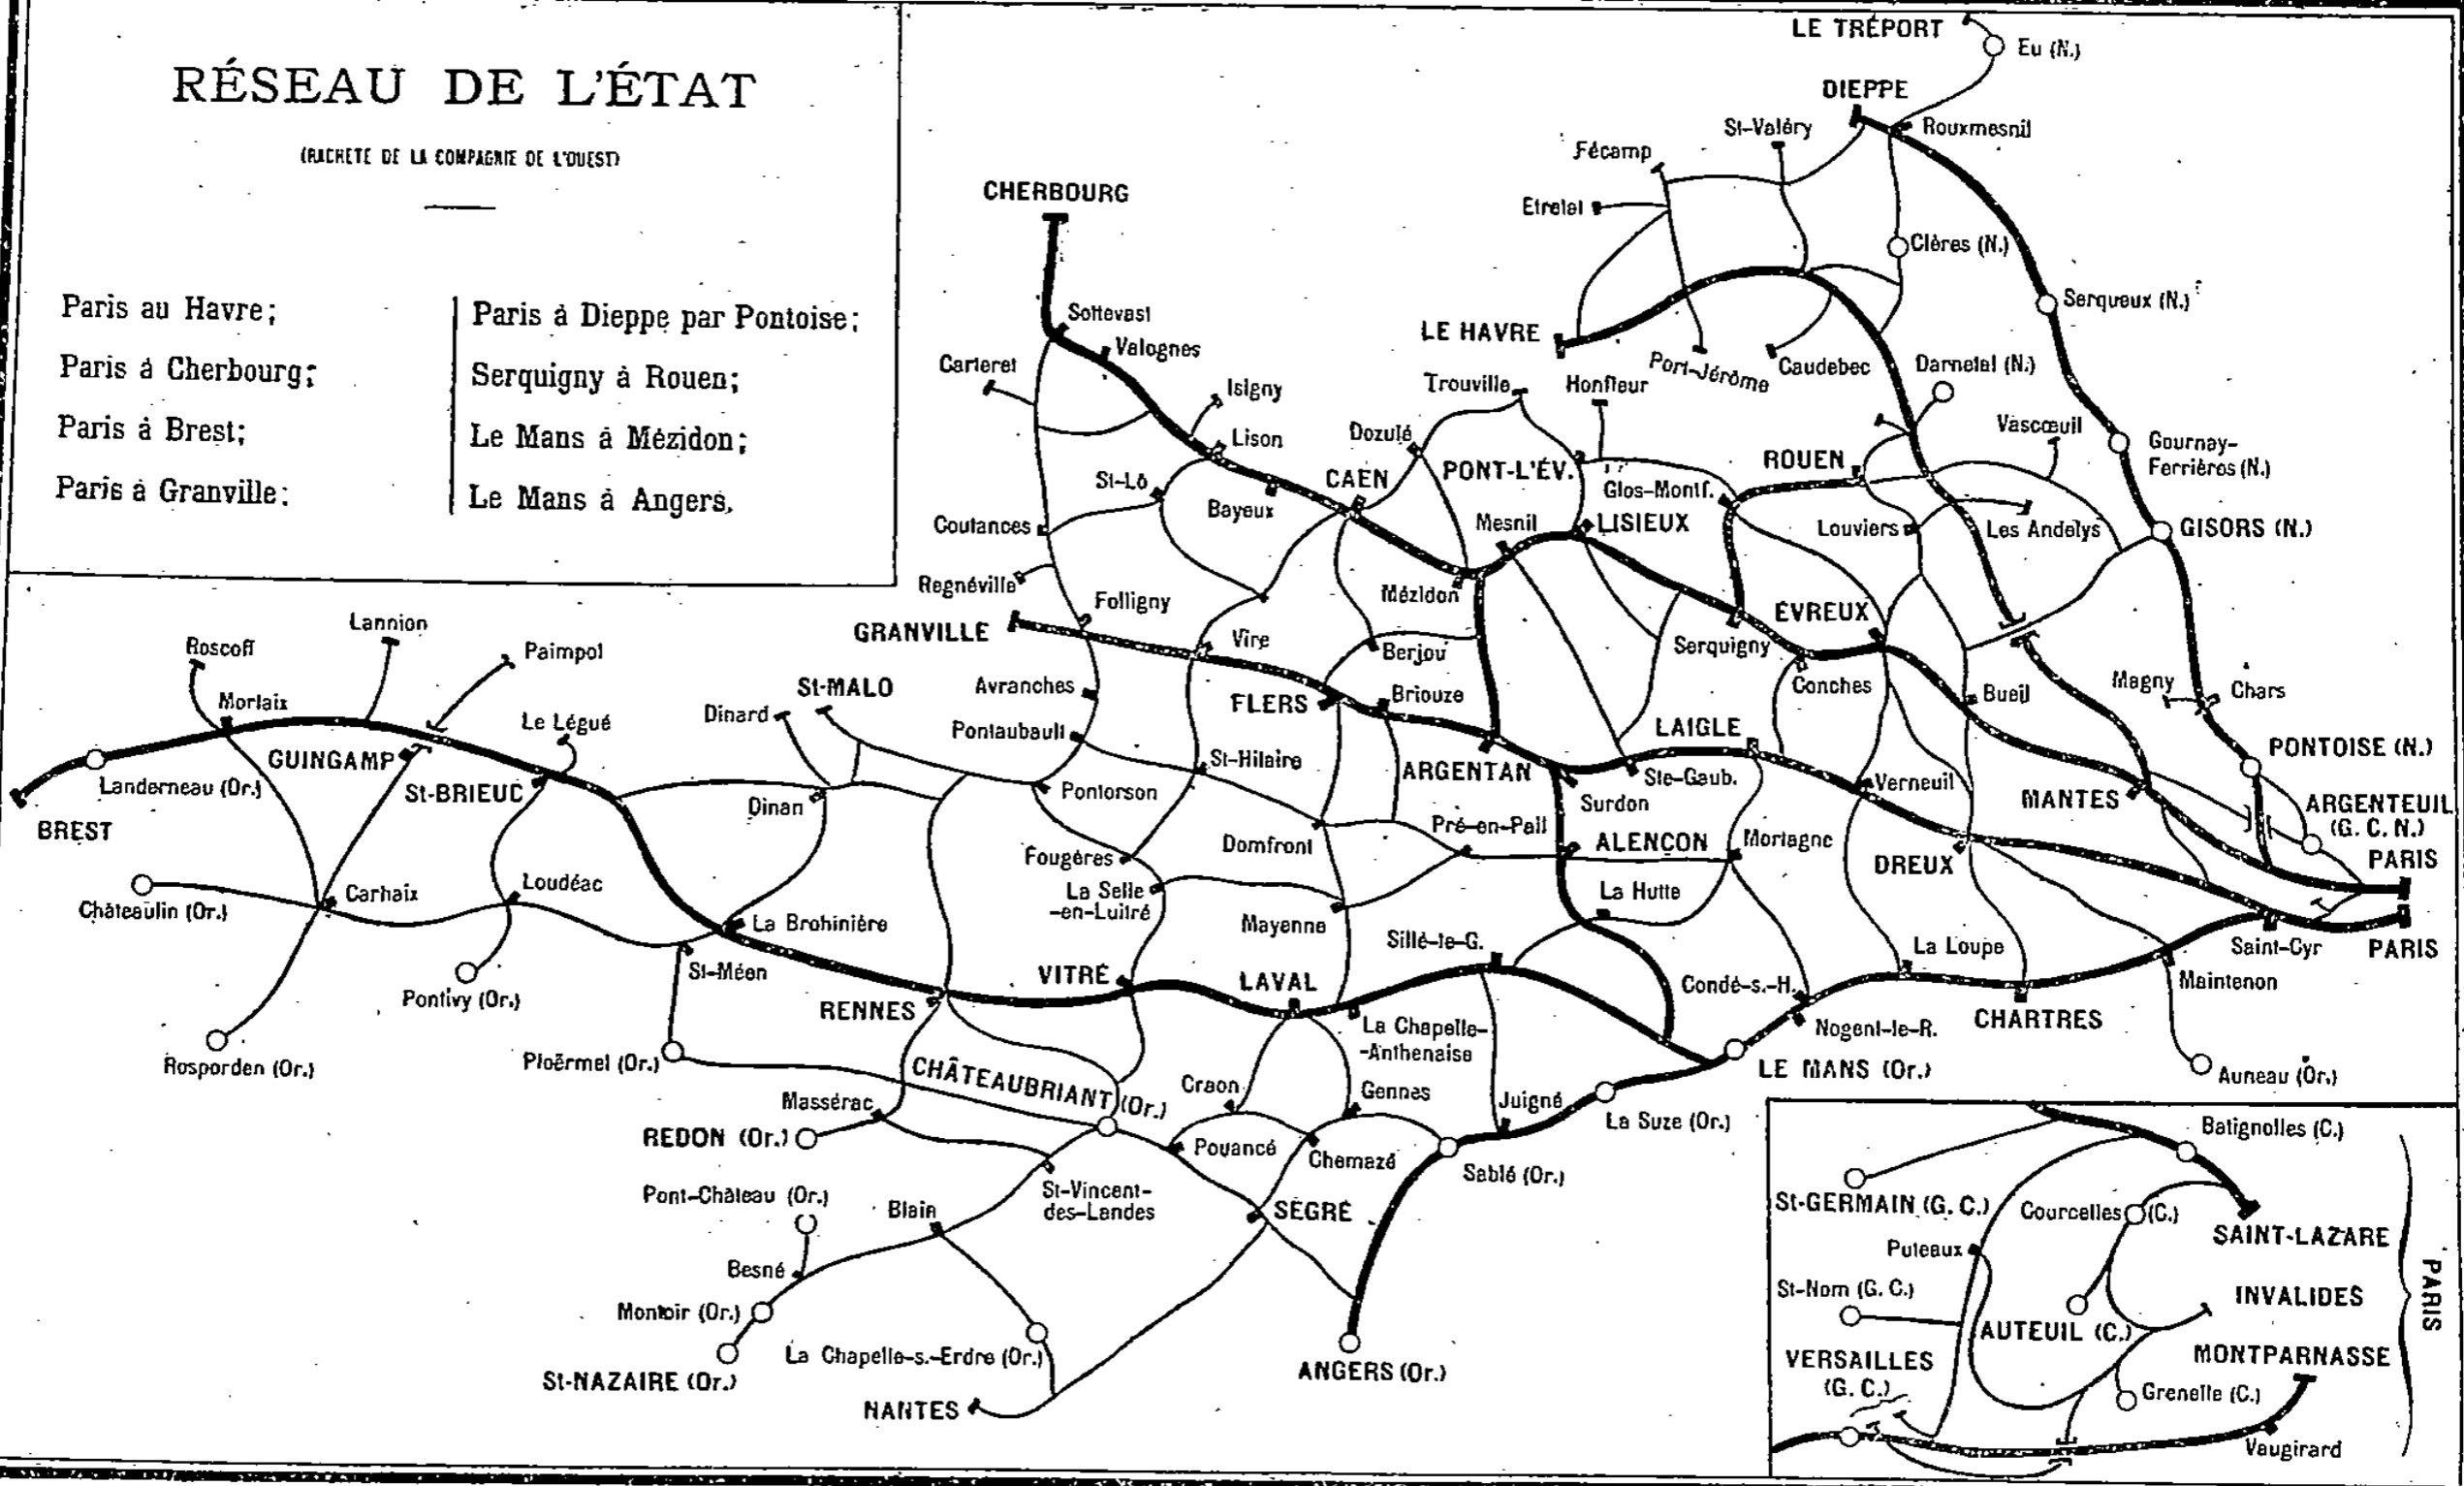 RÉSEAU DE L'ÉTAT
(RACHETE DE LA COMPAGNIE DE L'OUEST)
Paris au Havre;
Paris à Cherbourg;
Paris à Brest;
Paris à Granville:
Paris à Dieppe par Pontoise;
Serquigny à Rouen;
Le Mans à Mézidon;
Le Mans à Angers.
LE TRÉPORT
Eu (N.)
DIEPPE
Rouxmesnil
St-Valéry
Fécamp
Etretat
Clères (N.)
Serqueux (N.)
CHERBOURG
Sottevast
Valognes
Carteret
Isigny
Lison
LE HAVRE
Port-Jérôme
Caudebec
Darnetal (N.)
Trouville
Honfleur
Vascœuil
Gournay-
Ferrières (N.)
Dozulé
PONT-L'ÉV.
ROUEN
Glos-Montf.
St-Lô
CAEN
Bayeux
Coutances
Mesnil
LISIEUX
Louviers
Les Andelys
GISORS (N.)
Regnéville
Folligny
Mézidon
GRANVILLE
Vire
Berjou
Serquigny
ÉVREUX
Conches
Bueil
Magny
Chars
Roscoff
Lannion
Paimpol
Morlaix
Le Légué
St-MALO
Dinard
Avranches
FLERS
Briouze
Pontaubault
LAIGLE
GUINGAMP
St-BRIEUC
Landerneau (Or.)
BREST
Dinan
Pontorson
St-Hilaire
ARGENTAN
Ste-Gaub.
Surdon
Verneuil
MANTES
PONTOISE (N.)
ARGENTEUIL
(G. C. N.)
PARIS
Fougères
Domfront
Pré-en-Pail
ALENÇON
Mortagne
DREUX
Châteaulin (Or.)
Carhaix
Loudéac
La Brohinière
La Selle
-en-Luitré
Mayenne
La Hutte
St-Méen
Pontivy (Or.)
Rosporden (Or.)
RENNES
VITRÉ
LAVAL
Sillé-le-G.
Condé-s.-H.
La Loupe
Saint-Cyr
PARIS
Maintenon
La Chapelle-
-Anthenaise
Nogent-le-R.
CHARTRES
Ploërmel (Or.)
LE MANS (Or.)
Auneau (Or.)
CHÂTEAUBRIANT (Or.)
Craon
Gennes
Juigné
La Suze (Or.)
Massérac
REDON (Or.)
Pouancé
Chemazé
Sablé (Or.)
Pont-Château (Or.)
St-Vincent-
des-Landes
Blain
SEGRÉ
Besné
Montoir (Or.)
St-NAZAIRE (Or.)
La Chapelle-s.-Erdre (Or.)
NANTES
ANGERS (Or.)
Batignolles (C.)
St-GERMAIN (G. C.)
Courcelles (C.)
SAINT-LAZARE
Puteaux
St-Nom (G. C.)
INVALIDES
AUTEUIL (C.)
MONTPARNASSE
VERSAILLES
(G. C.)
Grenelle (C.)
Vaugirard
PARIS